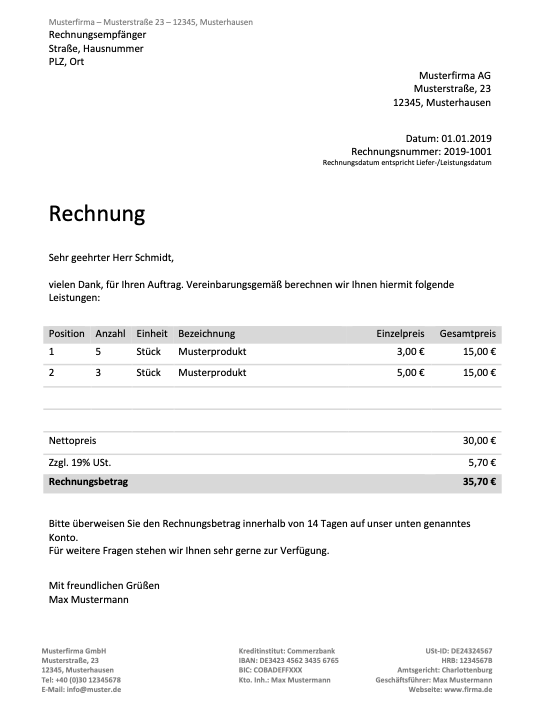 Musterfirma – Musterstraße 23 – 12345, Musterhausen
Rechnungsempfänger
Straße, Hausnummer
PLZ, Ort
Musterfirma AG
Musterstraße, 23
12345, Musterhausen
Datum: 01.01.2019
Rechnungsnummer: 2019-1001
Rechnungsdatum entspricht Liefer-/Leistungsdatum
Rechnung
Sehr geehrter Herr Schmidt,
vielen Dank, für Ihren Auftrag. Vereinbarungsgemäß berechnen wir Ihnen hiermit folgende
Leistungen:
Position Anzahl Einheit Bezeichnung Einzelpreis Gesamtpreis
1 5 Stück Musterprodukt 3,00 € 15,00 €
2 3 Stück Musterprodukt 5,00 € 15,00 €
Nettopreis 30,00 €
Zzgl. 19% USt. 5,70 €
Rechnungsbetrag 35,70 €
Bitte überweisen Sie den Rechnungsbetrag innerhalb von 14 Tagen auf unser unten genanntes
Konto.
Für weitere Fragen stehen wir Ihnen sehr gerne zur Verfügung.
Mit freundlichen Grüßen
Max Mustermann
Musterfirma GmbH
Musterstraße, 23
12345, Musterhausen
Tel: +40 (0)30 12345678
E-Mail: info@muster.de
Kreditinstitut: Commerzbank
IBAN: DE3423 4562 3435 6765
BIC: COBADEFFXXX
Kto. Inh.: Max Mustermann
USt-ID: DE24324567
HRB: 1234567B
Amtsgericht: Charlottenburg
Geschäftsführer: Max Mustermann
Webseite: www.firma.de